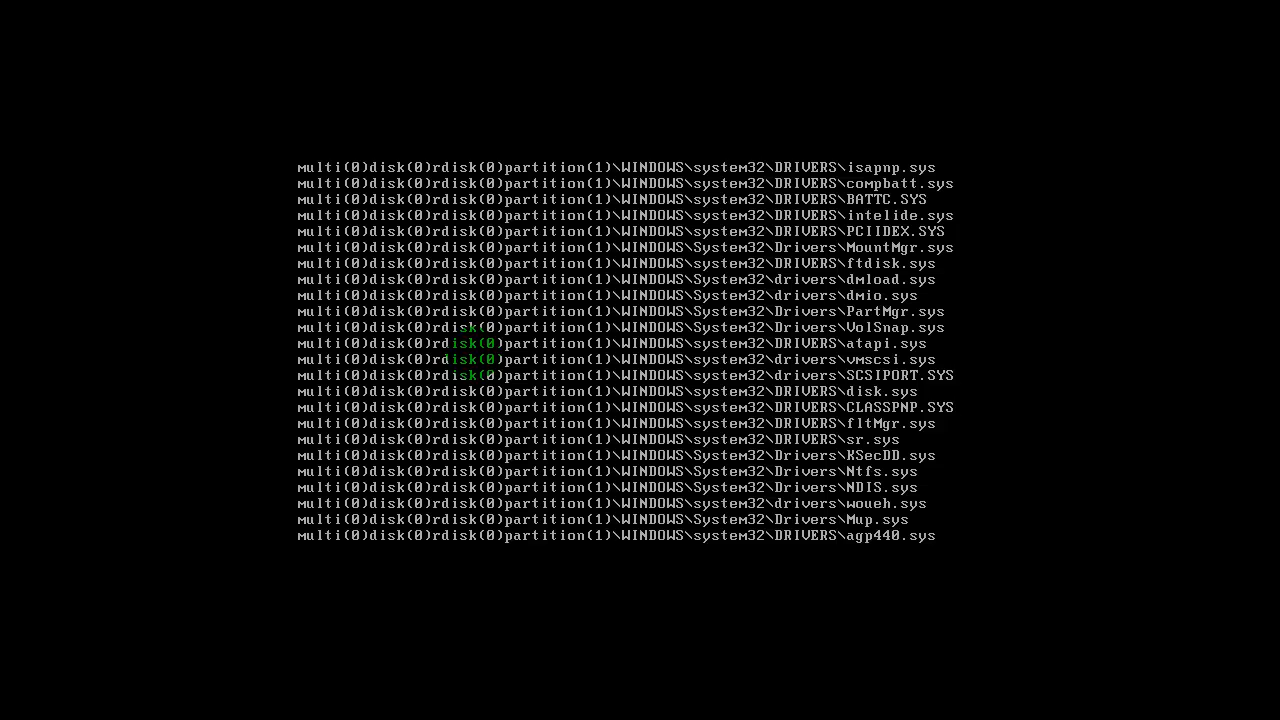 multi(0)disk(0)rdisk(0)partition(1)\WINDOWS\system32\DRIVERS\isapnp.sys
multi(0)disk(0)rdisk(0)partition(1)\WINDOWS\system32\DRIVERS\compbatt.sys
multi(0)disk(0)rdisk(0)partition(1)\WINDOWS\system32\DRIVERS\BATTC.SYS
multi(0)disk(0)rdisk(0)partition(1)\WINDOWS\system32\DRIVERS\intelide.sys
multi(0)disk(0)rdisk(0)partition(1)\WINDOWS\system32\DRIVERS\PCIIDEX.SYS
multi(0)disk(0)rdisk(0)partition(1)\WINDOWS\System32\Drivers\MountMgr.sys
multi(0)disk(0)rdisk(0)partition(1)\WINDOWS\system32\DRIVERS\ftdisk.sys
multi(0)disk(0)rdisk(0)partition(1)\WINDOWS\System32\drivers\dmload.sys
multi(0)disk(0)rdisk(0)partition(1)\WINDOWS\System32\drivers\dmio.sys
multi(0)disk(0)rdisk(0)partition(1)\WINDOWS\System32\Drivers\PartMgr.sys
multi(0)disk(0)rdisk(0)partition(1)\WINDOWS\System32\Drivers\VolSnap.sys
multi(0)disk(0)rdisk(0)partition(1)\WINDOWS\system32\DRIVERS\atapi.sys
multi(0)disk(0)rdisk(0)partition(1)\WINDOWS\system32\drivers\vmscsi.sys
multi(0)disk(0)rdisk(0)partition(1)\WINDOWS\system32\drivers\SCSIPORT.SYS
multi(0)disk(0)rdisk(0)partition(1)\WINDOWS\system32\DRIVERS\disk.sys
multi(0)disk(0)rdisk(0)partition(1)\WINDOWS\system32\DRIVERS\CLASSPNP.SYS
multi(0)disk(0)rdisk(0)partition(1)\WINDOWS\system32\DRIVERS\fltMgr.sys
multi(0)disk(0)rdisk(0)partition(1)\WINDOWS\system32\DRIVERS\sr.sys
multi(0)disk(0)rdisk(0)partition(1)\WINDOWS\System32\Drivers\KSecDD.sys
multi(0)disk(0)rdisk(0)partition(1)\WINDOWS\System32\Drivers\Ntfs.sys
multi(0)disk(0)rdisk(0)partition(1)\WINDOWS\System32\Drivers\NDIS.sys
multi(0)disk(0)rdisk(0)partition(1)\WINDOWS\System32\drivers\woueh.sys
multi(0)disk(0)rdisk(0)partition(1)\WINDOWS\System32\Drivers\Mup.sys
multi(0)disk(0)rdisk(0)partition(1)\WINDOWS\system32\DRIVERS\agp440.sys